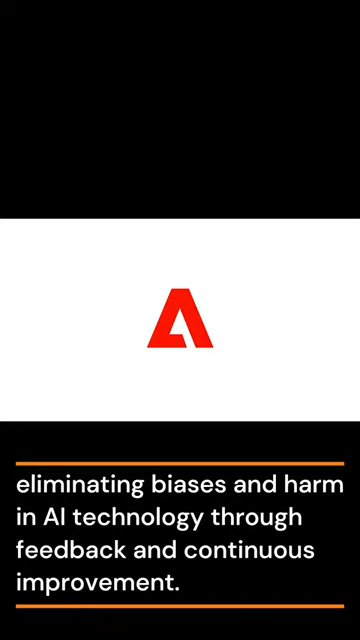 eliminating biases and harm
in AI technology through
feedback and continuous
improvement.